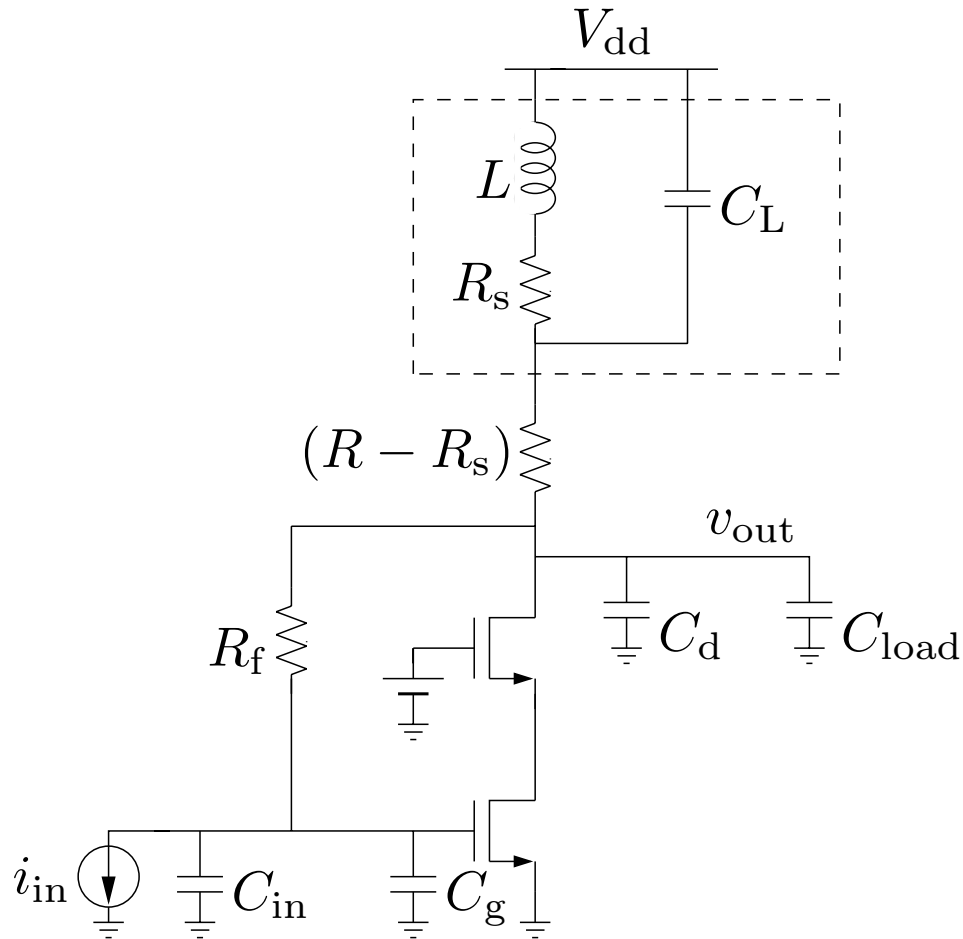 V_dd
L
C_L
R_s
(R − R_s)
v_out
R_f
C_d
C_load
i_in
C_in
C_g